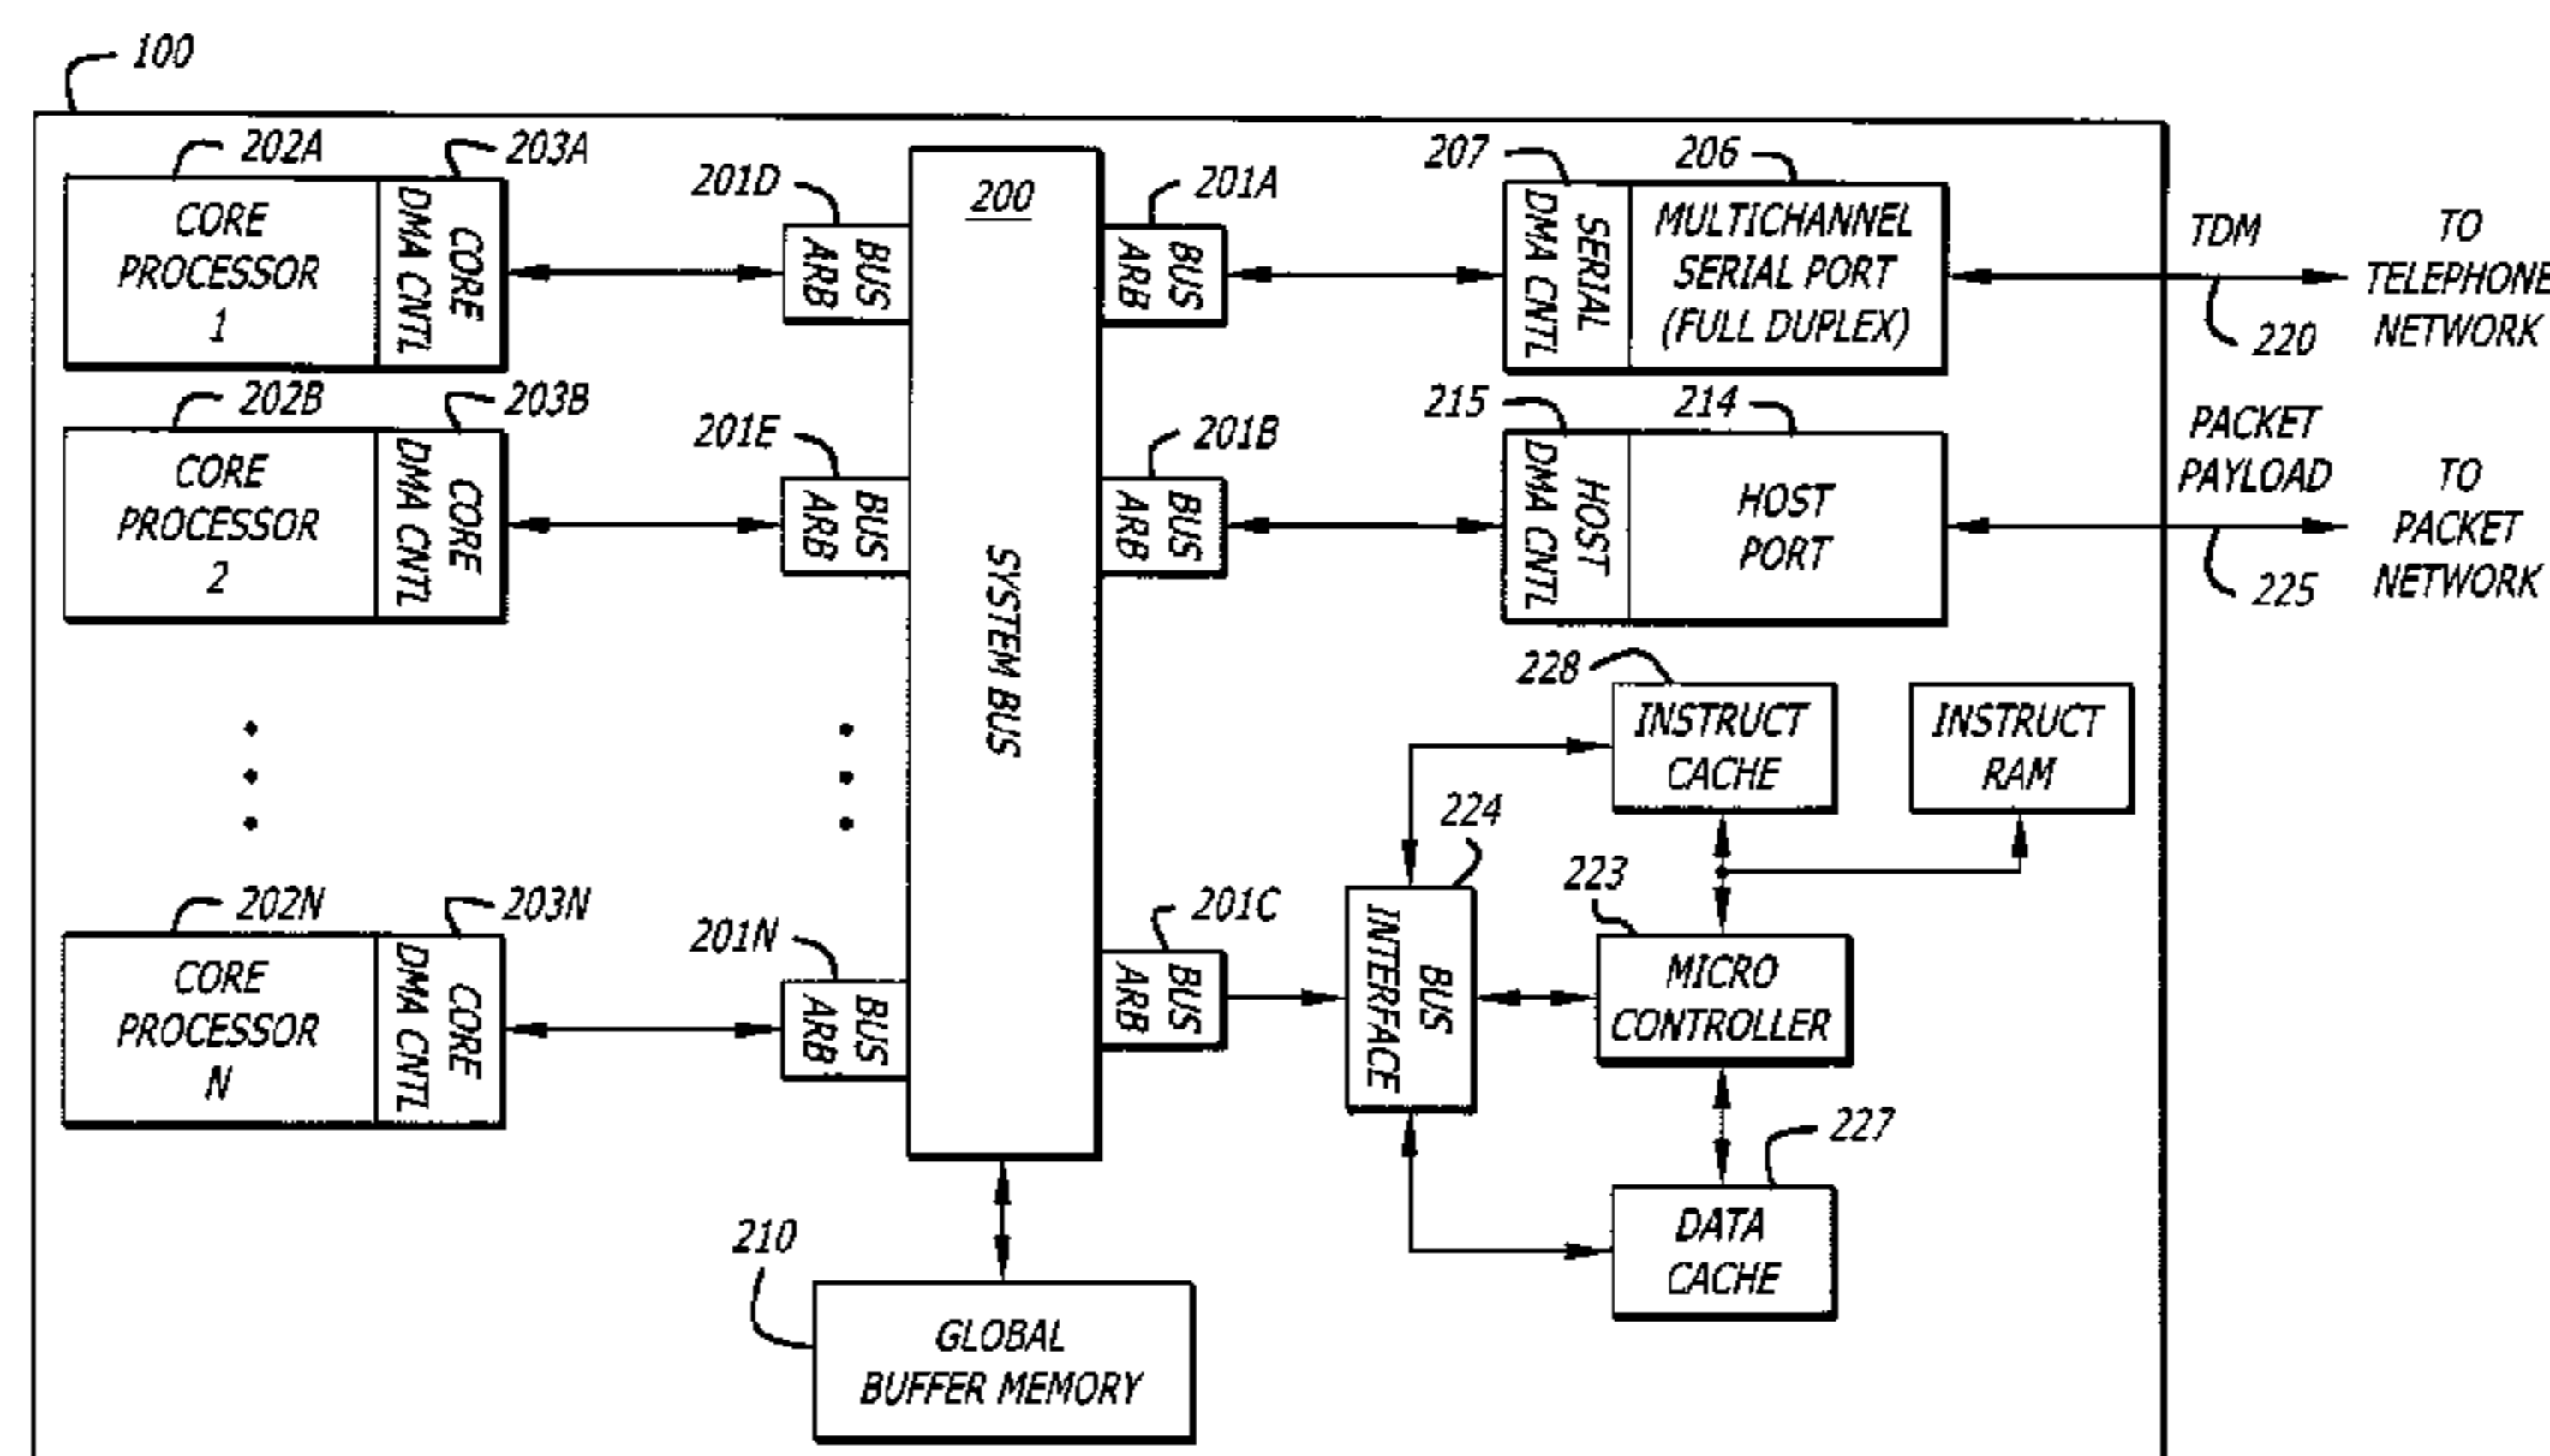 100
202A
203A
201D
200
201A
207
206
CORE
PROCESSOR
1
CORE
DMA CNTL
BUS
ARB
BUS
ARB
SERIAL
DMA CNTL
MULTICHANNEL
SERIAL PORT
(FULL DUPLEX)
TDM
220
TO
TELEPHONE
NETWORK
202B
203B
201E
201B
215
214
CORE
PROCESSOR
2
CORE
DMA CNTL
BUS
ARB
SYSTEM BUS
BUS
ARB
HOST
DMA CNTL
HOST
PORT
PACKET
PAYLOAD
225
TO
PACKET
NETWORK
228
INSTRUCT
CACHE
INSTRUCT
RAM
224
223
202N
203N
201N
201C
CORE
PROCESSOR
N
CORE
DMA CNTL
BUS
ARB
BUS
ARB
BUS
INTERFACE
MICRO
CONTROLLER
227
DATA
CACHE
210
GLOBAL
BUFFER MEMORY